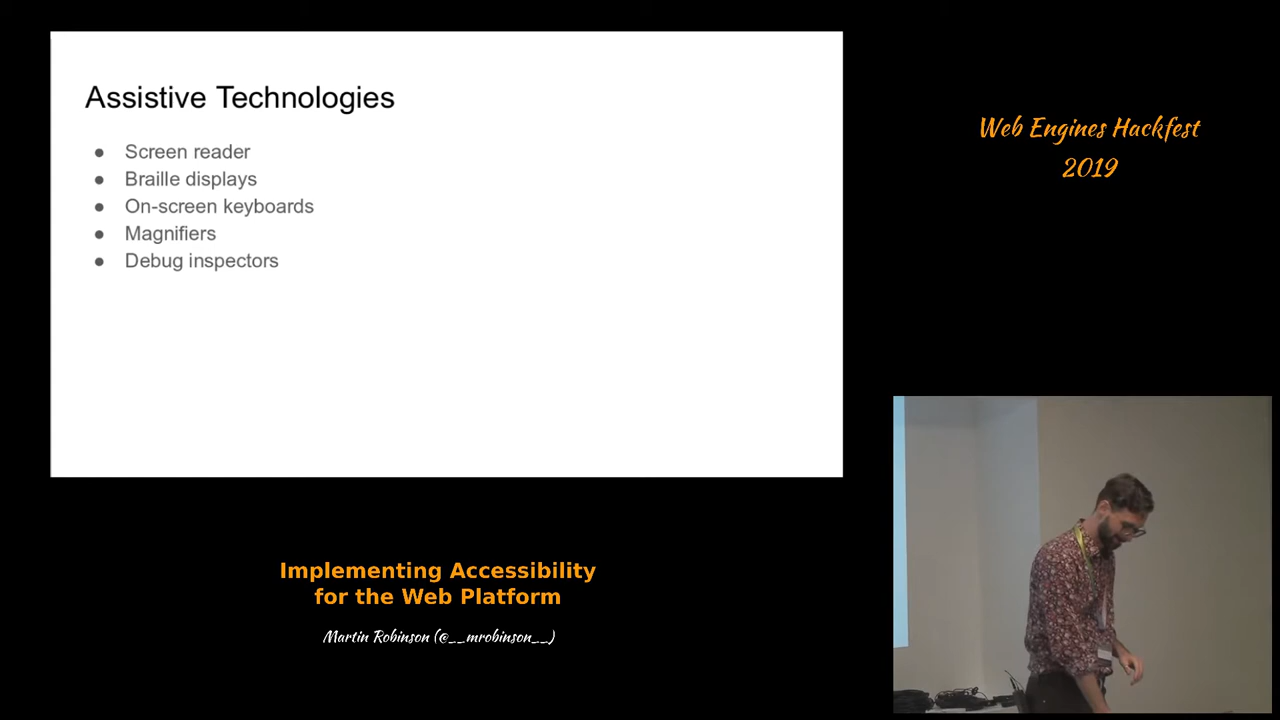 Assistive Technologies
● Screen reader
● Braille displays
● On-screen keyboards
● Magnifiers
● Debug inspectors
Web Engines Hackfest
2019
Implementing Accessibility
for the Web Platform
Martin Robinson (@__mrobinson__)